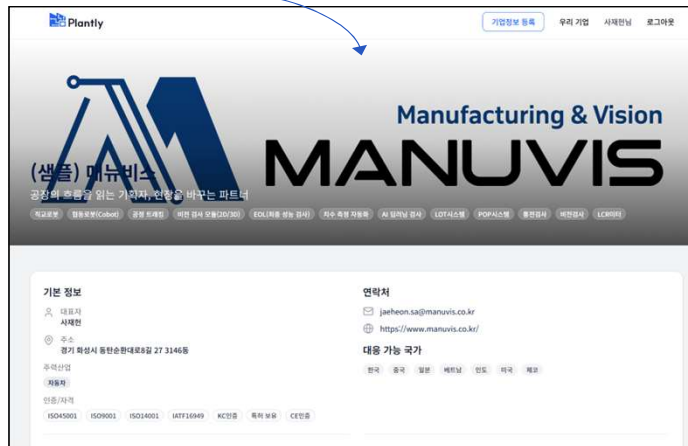 Plantly
기업정보 등록 우리 기업 사재헌님 로그아웃
Manufacturing & Vision
MANUVIS
(샘플) 매뉴비스
공장의 흐름을 읽는 기획자, 현장을 바꾸는 파트너
직교로봇 협동로봇(Cobot) 공정 트래킹 비전 검사 모듈(2D/3D) EOL(최종 성능 검사) 치수 측정 자동화 AI 딥러닝 검사 LOT시스템 POP시스템 통전검사 비전검사 LCR미터
기본 정보
대표자
사재헌
주소
경기 화성시 동탄순환대로8길 27 3146동
주력산업
자동차
인증/자격
ISO45001 ISO9001 ISO14001 IATF16949 KC인증 특허 보유 CE인증
연락처
jaeheon.sa@manuvis.co.kr
https://www.manuvis.co.kr/
대응 가능 국가
한국 중국 일본 베트남 인도 미국 체코